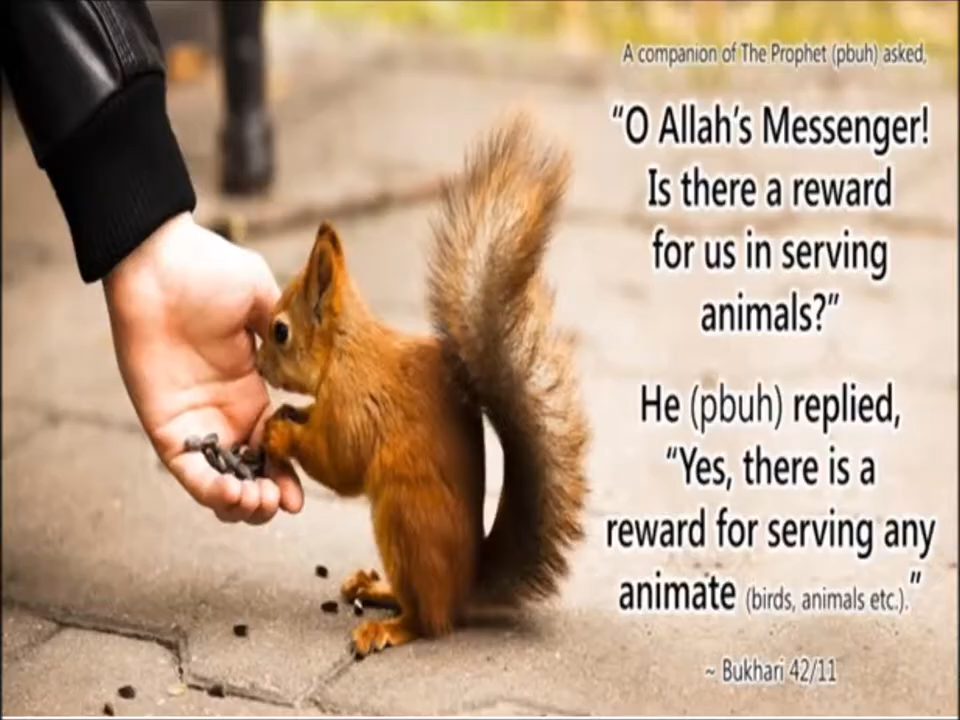 A companion of The Prophet (pbuh) asked,
“O Allah’s Messenger!
Is there a reward
for us in serving
animals?”
He (pbuh) replied,
“Yes, there is a
reward for serving any
animate (birds, animals etc.).”
~ Bukhari 42/11